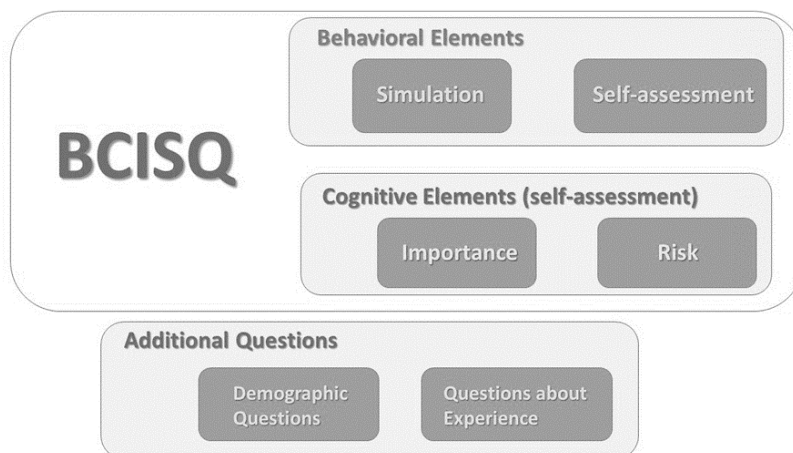 BCISQ
Behavioral Elements
Simulation
Self-assessment
Cognitive Elements (self-assessment)
Importance
Risk
Additional Questions
Demographic
Questions
Questions about
Experience